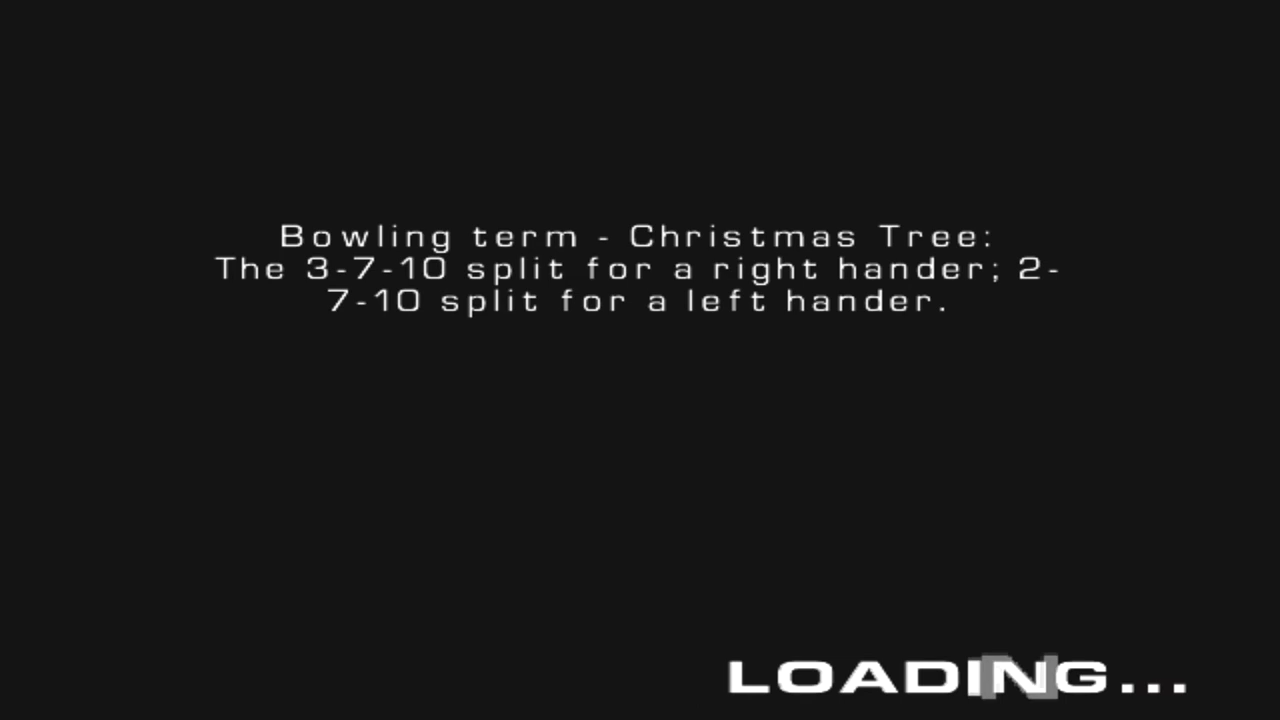 Bowling term - Christmas Tree:
The 3-7-10 split for a right hander; 2-
7-10 split for a left hander.
LOADING...